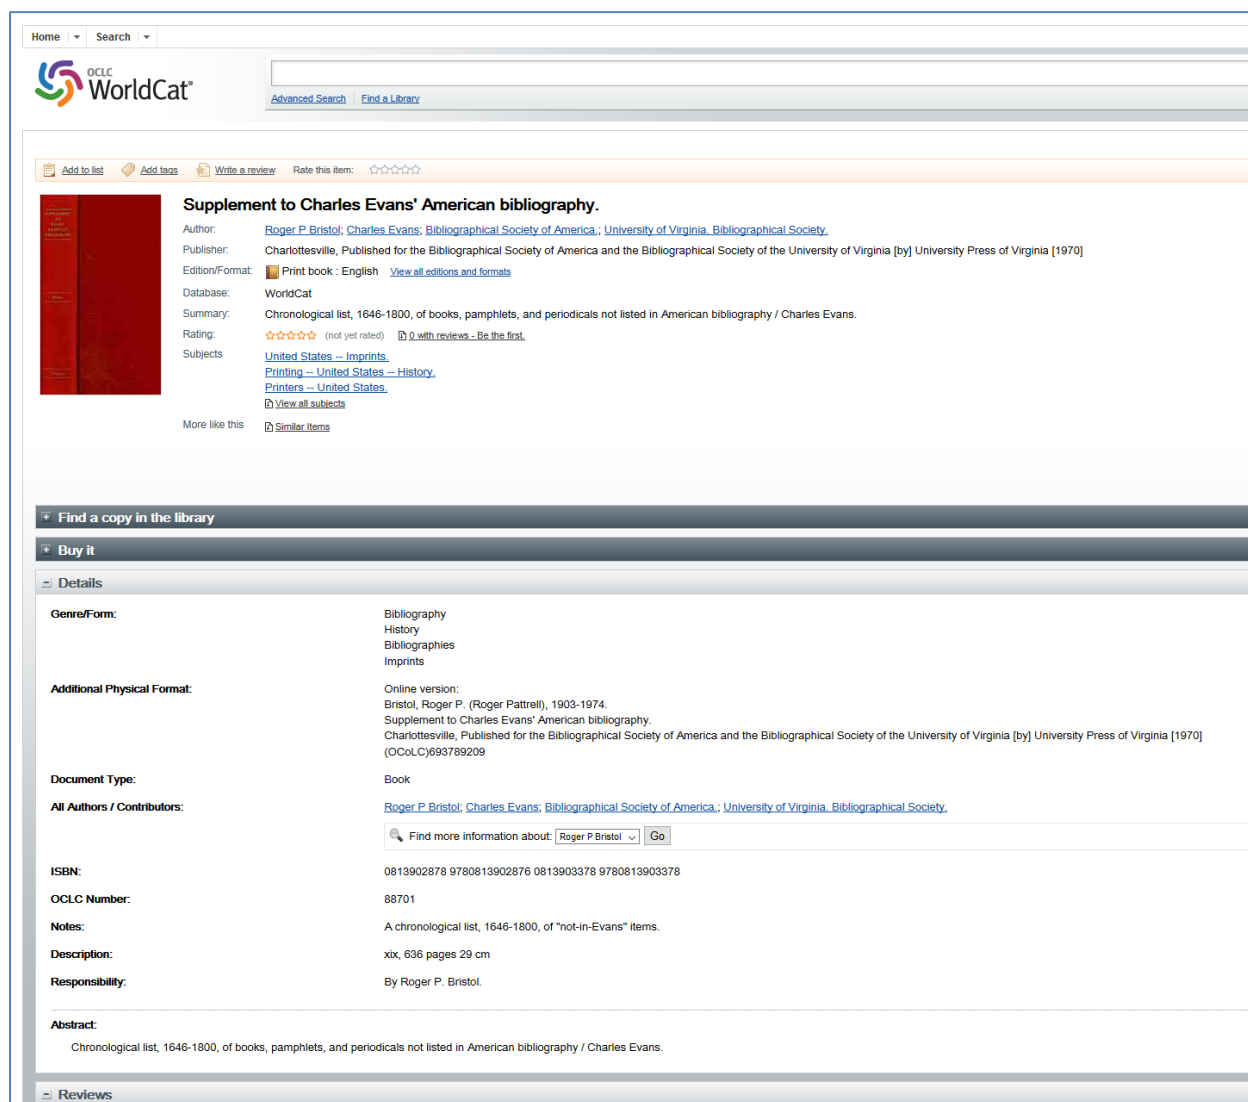 Home Search
OCLC
WorldCat®
Advanced Search Find a Library
Add to list Add tags Write a review Rate this item:
Supplement to Charles Evans' American bibliography.
Author: Roger P Bristol; Charles Evans; Bibliographical Society of America.; University of Virginia. Bibliographical Society.
Publisher: Charlottesville, Published for the Bibliographical Society of America and the Bibliographical Society of the University of Virginia [by] University Press of Virginia [1970]
Edition/Format: Print book : English View all editions and formats
Database: WorldCat
Summary: Chronological list, 1646-1800, of books, pamphlets, and periodicals not listed in American bibliography / Charles Evans.
Rating: (not yet rated) 0 with reviews - Be the first.
Subjects United States -- Imprints.
Printing -- United States -- History.
Printers -- United States.
View all subjects
More like this Similar Items
Find a copy in the library
Buy it
Details
Genre/Form: Bibliography
History
Bibliographies
Imprints
Additional Physical Format: Online version:
Bristol, Roger P. (Roger Pattrell), 1903-1974.
Supplement to Charles Evans' American bibliography.
Charlottesville, Published for the Bibliographical Society of America and the Bibliographical Society of the University of Virginia [by] University Press of Virginia [1970]
(OCoLC)693789209
Document Type: Book
All Authors / Contributors: Roger P Bristol; Charles Evans; Bibliographical Society of America.; University of Virginia. Bibliographical Society.
Find more information about: Roger P Bristol Go
ISBN: 0813902878 9780813902876 0813903378 9780813903378
OCLC Number: 88701
Notes: A chronological list, 1646-1800, of "not-in-Evans" items.
Description: xix, 636 pages 29 cm
Responsibility: By Roger P. Bristol.
Abstract:
Chronological list, 1646-1800, of books, pamphlets, and periodicals not listed in American bibliography / Charles Evans.
Reviews